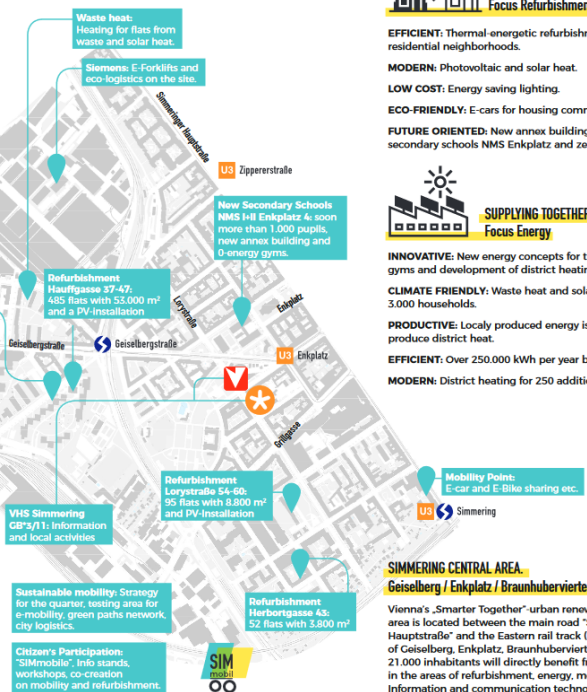 Waste heat:
Heating for flats from
waste and solar heat.
Siemens: E-Forklifts and
eco-logistics on the site.
Simmeringer Hauptstraße
U3 Zippererstraße
New Secondary Schools
NMS I+II Enkplatz 4: soon
more than 1.000 pupils,
new annex building and
0-energy gyms.
Refurbishment
Hauffgasse 37-47:
485 flats with 53.000 m²
and a PV-Installation
Lorystraße
Enkplatz
Geiselbergstraße
Geiselbergstraße
U3 Enkplatz
Grillgasse
Refurbishment
Lorystraße 54-60:
95 flats with 8.800 m²
and PV-Installation
Mobility Point:
E-car and E-Bike sharing etc.
U3 Simmering
VHS Simmering
GB*3/11: Information
and local activities
Sustainable mobility: Strategy
for the quarter, testing area for
e-mobility, green paths network,
city logistics.
Refurbishment
Herbortgasse 43:
52 flats with 3.800 m²
Citizen's Participation:
"SIMmobile", Info stands,
workshops, co-creation
on mobility and refurbishment.
SIM
mobil
Focus Refurbishmen
EFFICIENT: Thermal-energetic refurbishm
residential neighborhoods.
MODERN: Photovoltaic and solar heat.
LOW COST: Energy saving lighting.
ECO-FRIENDLY: E-cars for housing comm
FUTURE ORIENTED: New annex building
secondary schools NMS Enkplatz and ze
SUPPLYING TOGETHER
Focus Energy
INNOVATIVE: New energy concepts for t
gyms and development of district heatin
CLIMATE FRIENDLY: Waste heat and sola
3.000 households.
PRODUCTIVE: Localy produced energy is
produce district heat.
EFFICIENT: Over 250.000 kWh per year b
MODERN: District heating for 250 additio
SIMMERING CENTRAL AREA.
Geiselberg / Enkplatz / Braunhubervierte
Vienna's „Smarter Together"-urban renew
area is located between the main road "S
Hauptstraße" and the Eastern rail track (
of Geiselberg, Enkplatz, Braunhuberviert
21.000 inhabitants will directly benefit f
in the areas of refurbishment, energy, m